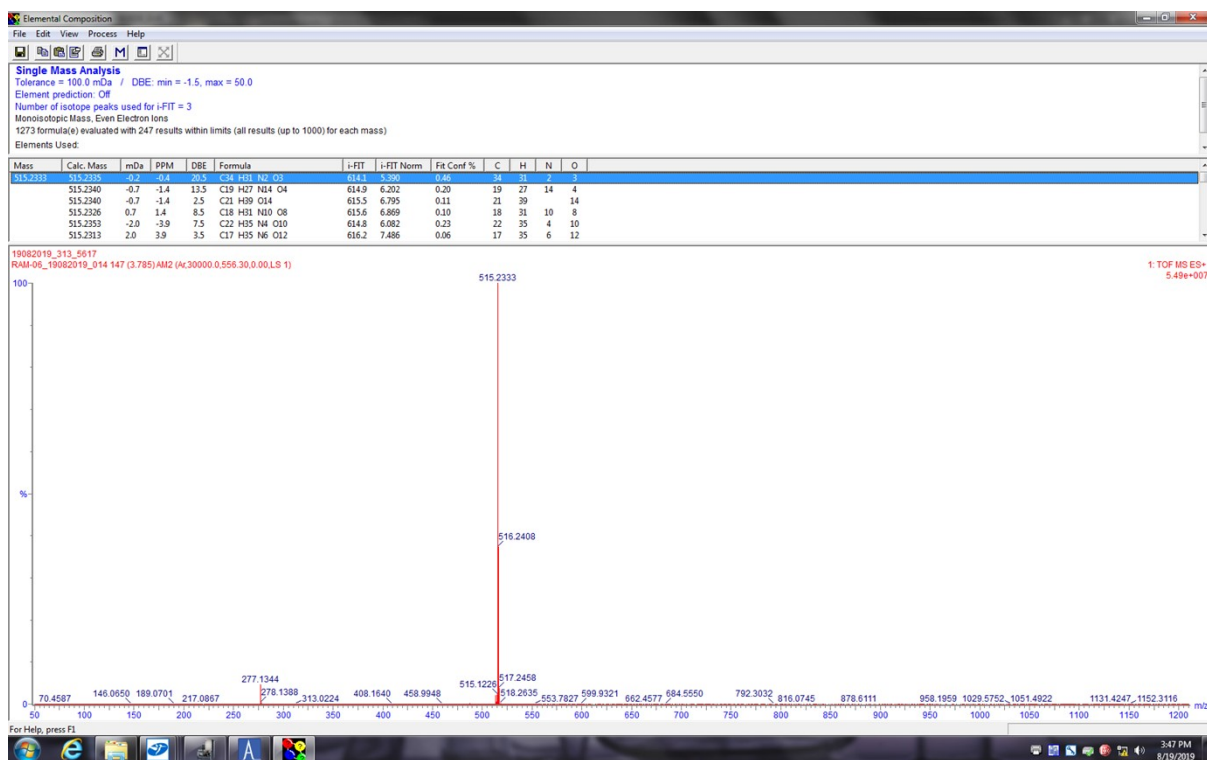 Elemental Composition
File Edit View Process Help
Single Mass Analysis
Tolerance = 100.0 mDa / DBE: min = -1.5, max = 50.0
Element prediction: Off
Number of isotope peaks used for i-FIT = 3
Monoisotopic Mass, Even Electron Ions
1273 formula(e) evaluated with 247 results within limits (all results (up to 1000) for each mass)
Elements Used:
Mass Calc. Mass mDa PPM DBE Formula i-FIT i-FIT Norm Fit Conf % C H N O
515.2333 515.2335 -0.2 -0.4 20.5 C34 H31 N2 O3 614.1 5.390 0.46 34 31 2 3
515.2340 -0.7 -1.4 13.5 C19 H27 N14 O4 614.9 6.202 0.20 19 27 14 4
515.2340 -0.7 -1.4 2.5 C21 H39 O14 615.5 6.795 0.11 21 39 14
515.2326 0.7 1.4 8.5 C18 H31 N10 O8 615.6 6.869 0.10 18 31 10 8
515.2353 -2.0 -3.9 7.5 C22 H35 N4 O10 614.8 6.082 0.23 22 35 4 10
515.2313 2.0 3.9 3.5 C17 H35 N6 O12 616.2 7.486 0.06 17 35 6 12
19082019_313_5617
RAM-06_19082019_014 147 (3.785) AM2 (Ar,30000.0,556.30,0.00,LS 1)
1: TOF MS ES+
5.49e+007
100
515.2333
%
516.2408
277.1344
515.1226
517.2458
70.4587 146.0650 189.0701 217.0867 278.1388 313.0224 408.1640 458.9948 518.2635 553.7827 599.9321 662.4577 684.5550 792.3032 816.0745 878.6111 958.1959 1029.5752 1051.4922 1131.4247 1152.3116
0
m/z
50 100 150 200 250 300 350 400 450 500 550 600 650 700 750 800 850 900 950 1000 1050 1100 1150 1200
For Help, press F1
3:47 PM
8/19/2019